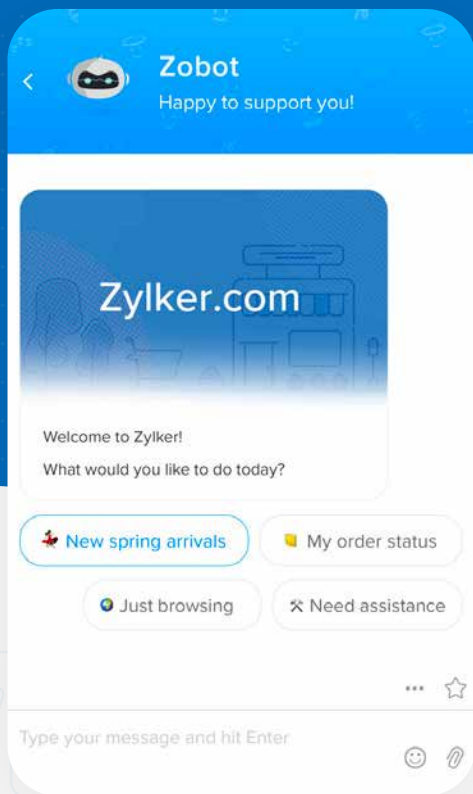 Zobot
Happy to support you!
Zylker.com
Welcome to Zylker!
What would you like to do today?
New spring arrivals
My order status
Just browsing
Need assistance
Type your message and hit Enter